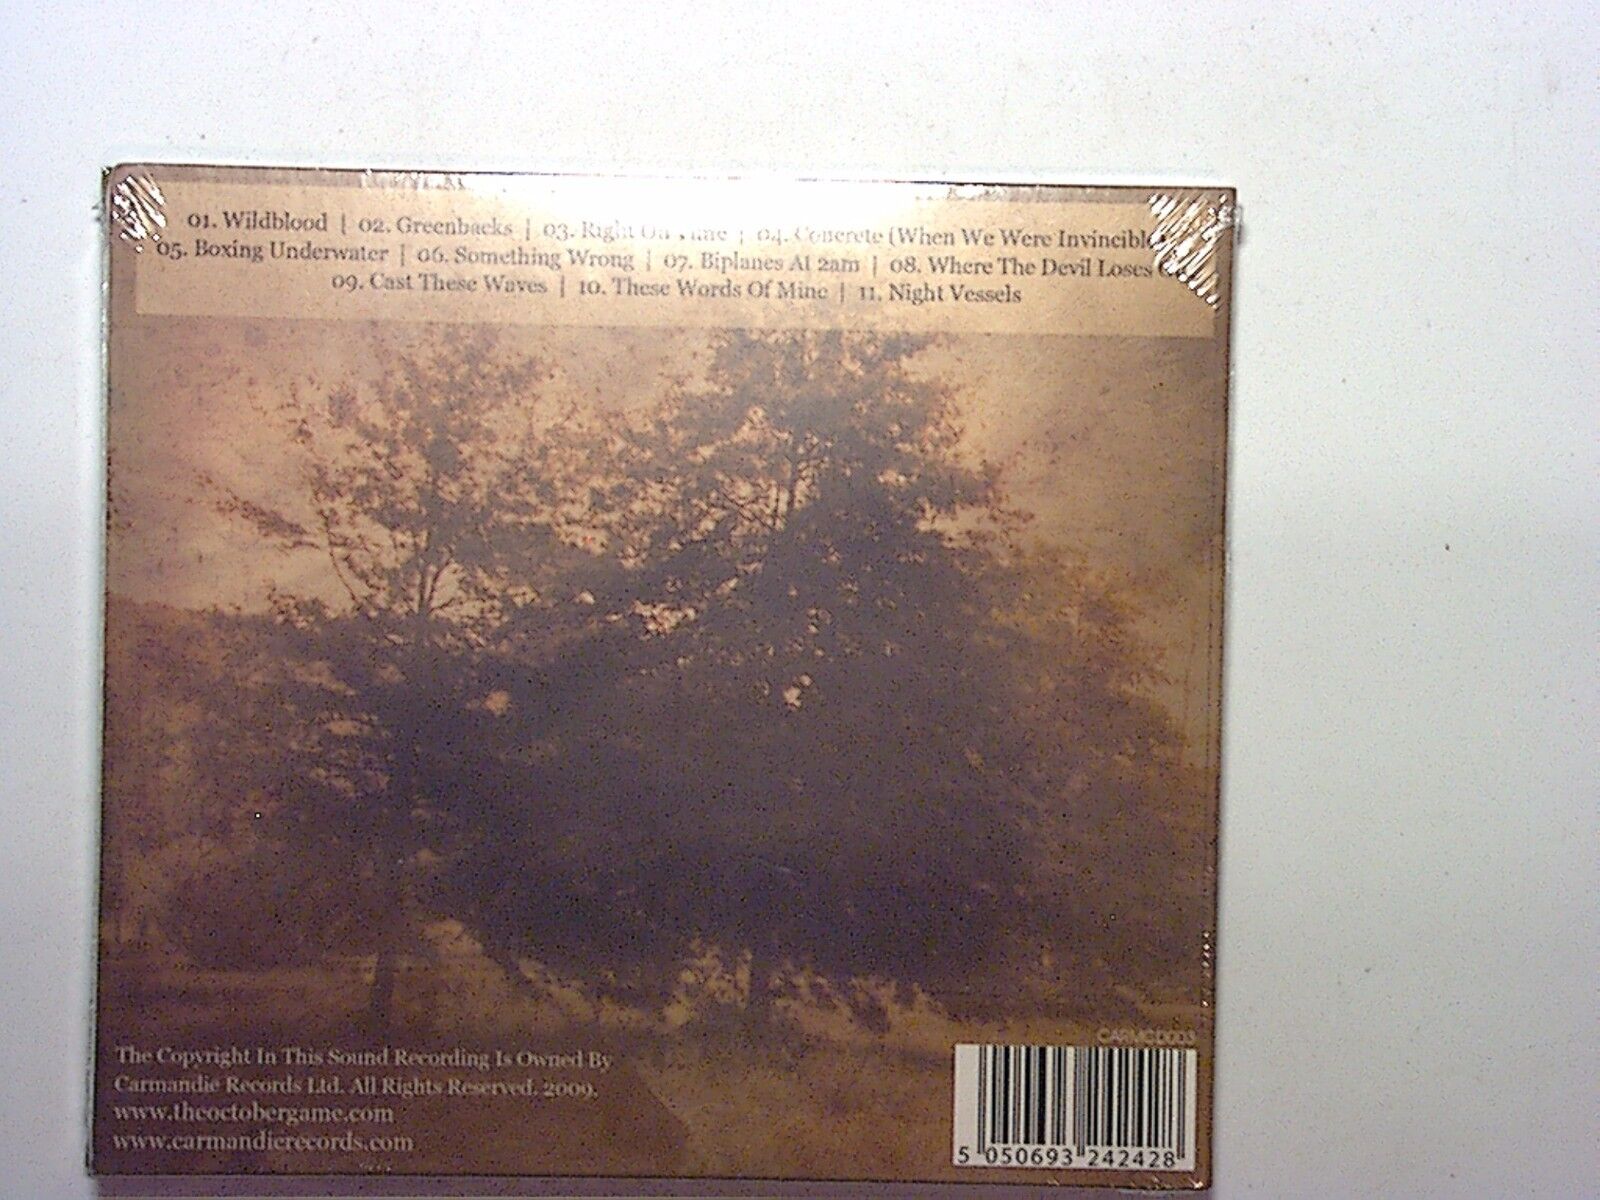 01. Wildblood | 02. Greenbacks | 03. Right On Time | 04. Concrete (When We Were Invincible
05. Boxing Underwater | 06. Something Wrong | 07. Biplanes At 2am | 08. Where The Devil Loses
09. Cast These Waves | 10. These Words Of Mine | 11. Night Vessels
The Copyright In This Sound Recording Is Owned By
Carmandie Records Ltd. All Rights Reserved. 2009.
www.theoctobergame.com
www.carmandierecords.com
CARMCD003
5 050693 242428